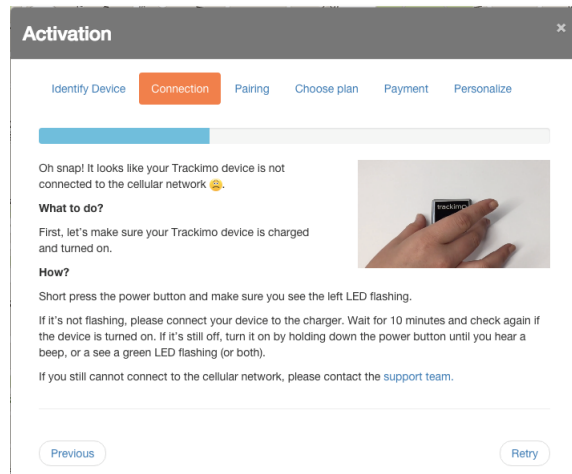 Activation
×
Identify Device Connection Pairing Choose plan Payment Personalize
Oh snap! It looks like your Trackimo device is not
connected to the cellular network 😩.
trackimo
What to do?
First, let's make sure your Trackimo device is charged
and turned on.
How?
Short press the power button and make sure you see the left LED flashing.
If it's not flashing, please connect your device to the charger. Wait for 10 minutes and check again if
the device is turned on. If it's still off, turn it on by holding down the power button until you hear a
beep, or a see a green LED flashing (or both).
If you still cannot connect to the cellular network, please contact the support team.
Previous Retry